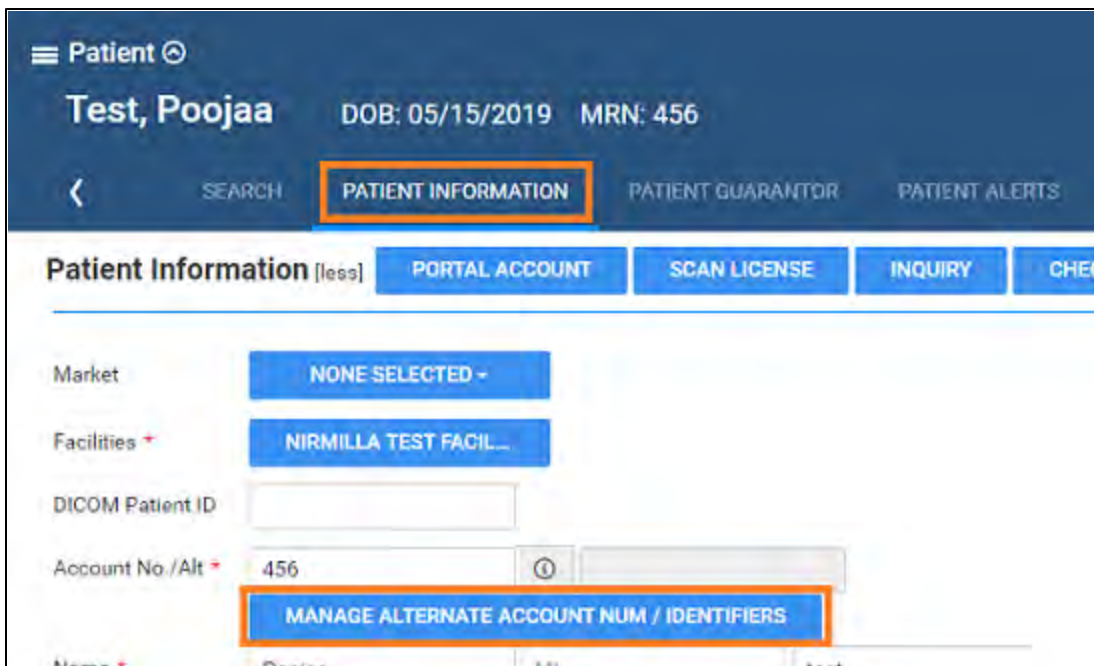 Patient
Test, Poojaa DOB: 05/15/2019 MRN: 456
SEARCH PATIENT INFORMATION PATIENT GUARANTOR PATIENT ALERTS
Patient Information [less] PORTAL ACCOUNT SCAN LICENSE INQUIRY
Market NONE SELECTED
Facilities * NIRMILLA TEST FACIL...
DICOM Patient ID
Account No./Alt * 456
MANAGE ALTERNATE ACCOUNT NUM / IDENTIFIERS